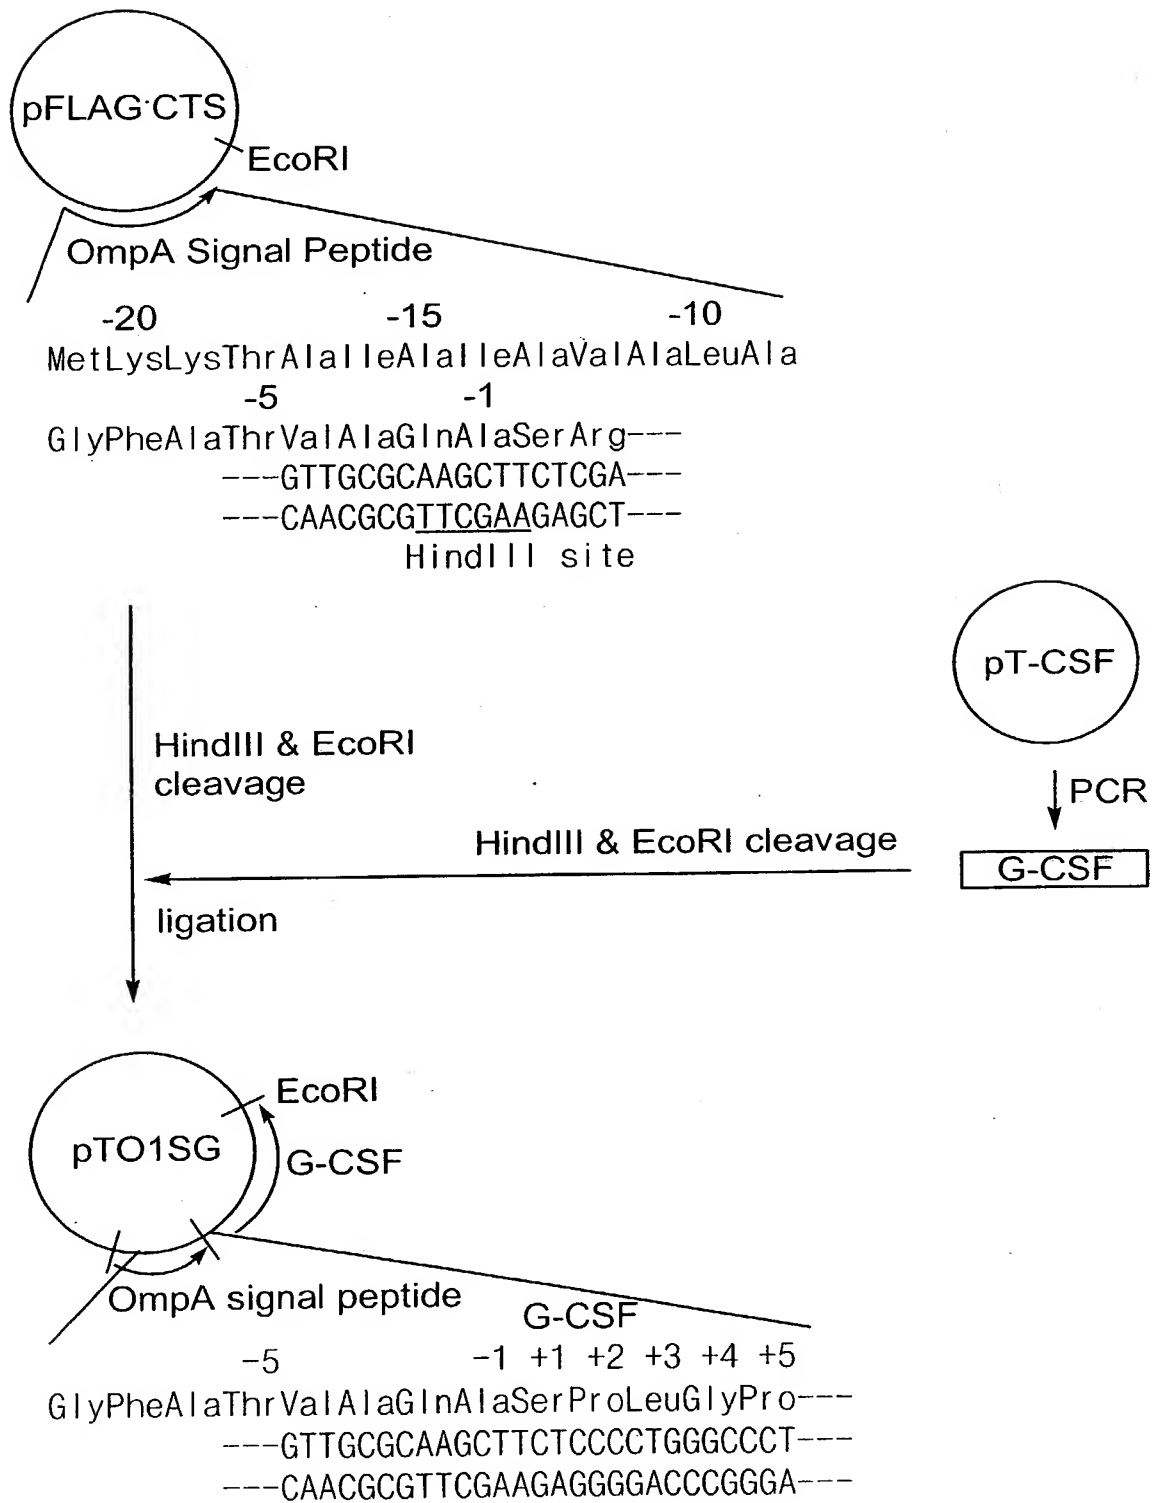 pFLAG·CTS
EcoRI
OmpA Signal Peptide
-20 -15 -10
MetLysLysThrAlaIleAlaIleAlaValAlaLeuAla
-5 -1
GlyPheAlaThrValAlaGlnAlaSerArg---
---GTTGCGCAAGCTTCTCGA---
---CAACGCGTTCGAAGAGCT---
HindIII site
pT-CSF
HindIII & EcoRI
cleavage
PCR
HindIII & EcoRI cleavage
G-CSF
ligation
EcoRI
pTO1SG
G-CSF
OmpA signal peptide
G-CSF
-5 -1 +1 +2 +3 +4 +5
GlyPheAlaThrValAlaGlnAlaSerProLeuGlyPro---
---GTTGCGCAAGCTTCTCCCCTGGGCCCT---
---CAACGCGTTCGAAGAGGGGACCCGGGA---